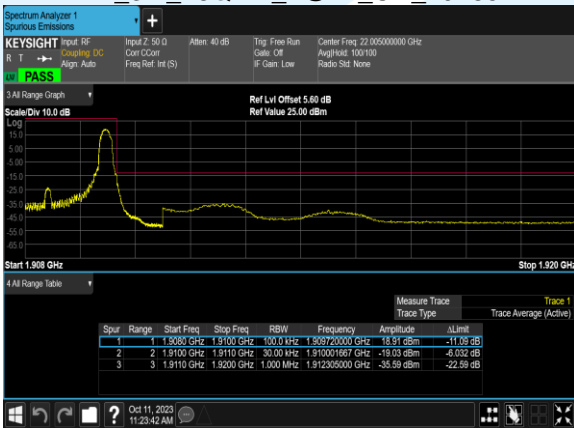 Spectrum Analyzer 1
Spurious Emissions
KEYSIGHT
R T
PASS
Input: RF
Coupling: DC
Align: Auto
Input Z: 50 Ω
Corr CCorr
Freq Ref: Int (S)
Atten: 40 dB
Trig: Free Run
Gate: Off
IF Gain: Low
Center Freq: 22.005000000 GHz
Avg|Hold: 100/100
Radio Std: None
3 All Range Graph
Scale/Div 10.0 dB
Ref Lvl Offset 5.60 dB
Ref Value 25.00 dBm
Log
15.0
5.00
-5.00
-15.0
-25.0
-35.0
-45.0
-55.0
-65.0
Start 1.908 GHz
Stop 1.920 GHz
4 All Range Table
Measure Trace Trace 1
Trace Type Trace Average (Active)
Spur Range Start Freq Stop Freq RBW Frequency Amplitude ΔLimit
1 1 1.9080 GHz 1.9100 GHz 100.0 kHz 1.909720000 GHz 18.91 dBm -11.09 dB
2 2 1.9100 GHz 1.9110 GHz 30.00 kHz 1.910001667 GHz -19.03 dBm -6.032 dB
3 3 1.9110 GHz 1.9200 GHz 1.000 MHz 1.912305000 GHz -35.59 dBm -22.59 dB
Oct 11, 2023
11:23:42 AM